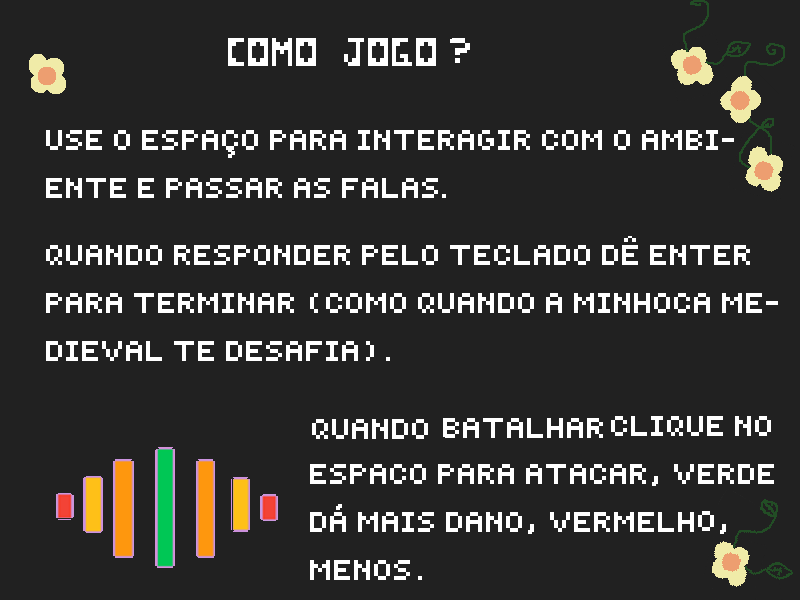 COMO JOGO ?
USE O ESPAÇO PARA INTERAGIR COM O AMBI-
ENTE E PASSAR AS FALAS.
QUANDO RESPONDER PELO TECLADO DÊ ENTER
PARA TERMINAR (COMO QUANDO A MINHOCA ME-
DIEVAL TE DESAFIA).
QUANDO BATALHAR CLIQUE NO
ESPACO PARA ATACAR, VERDE
DÁ MAIS DANO, VERMELHO,
MENOS.